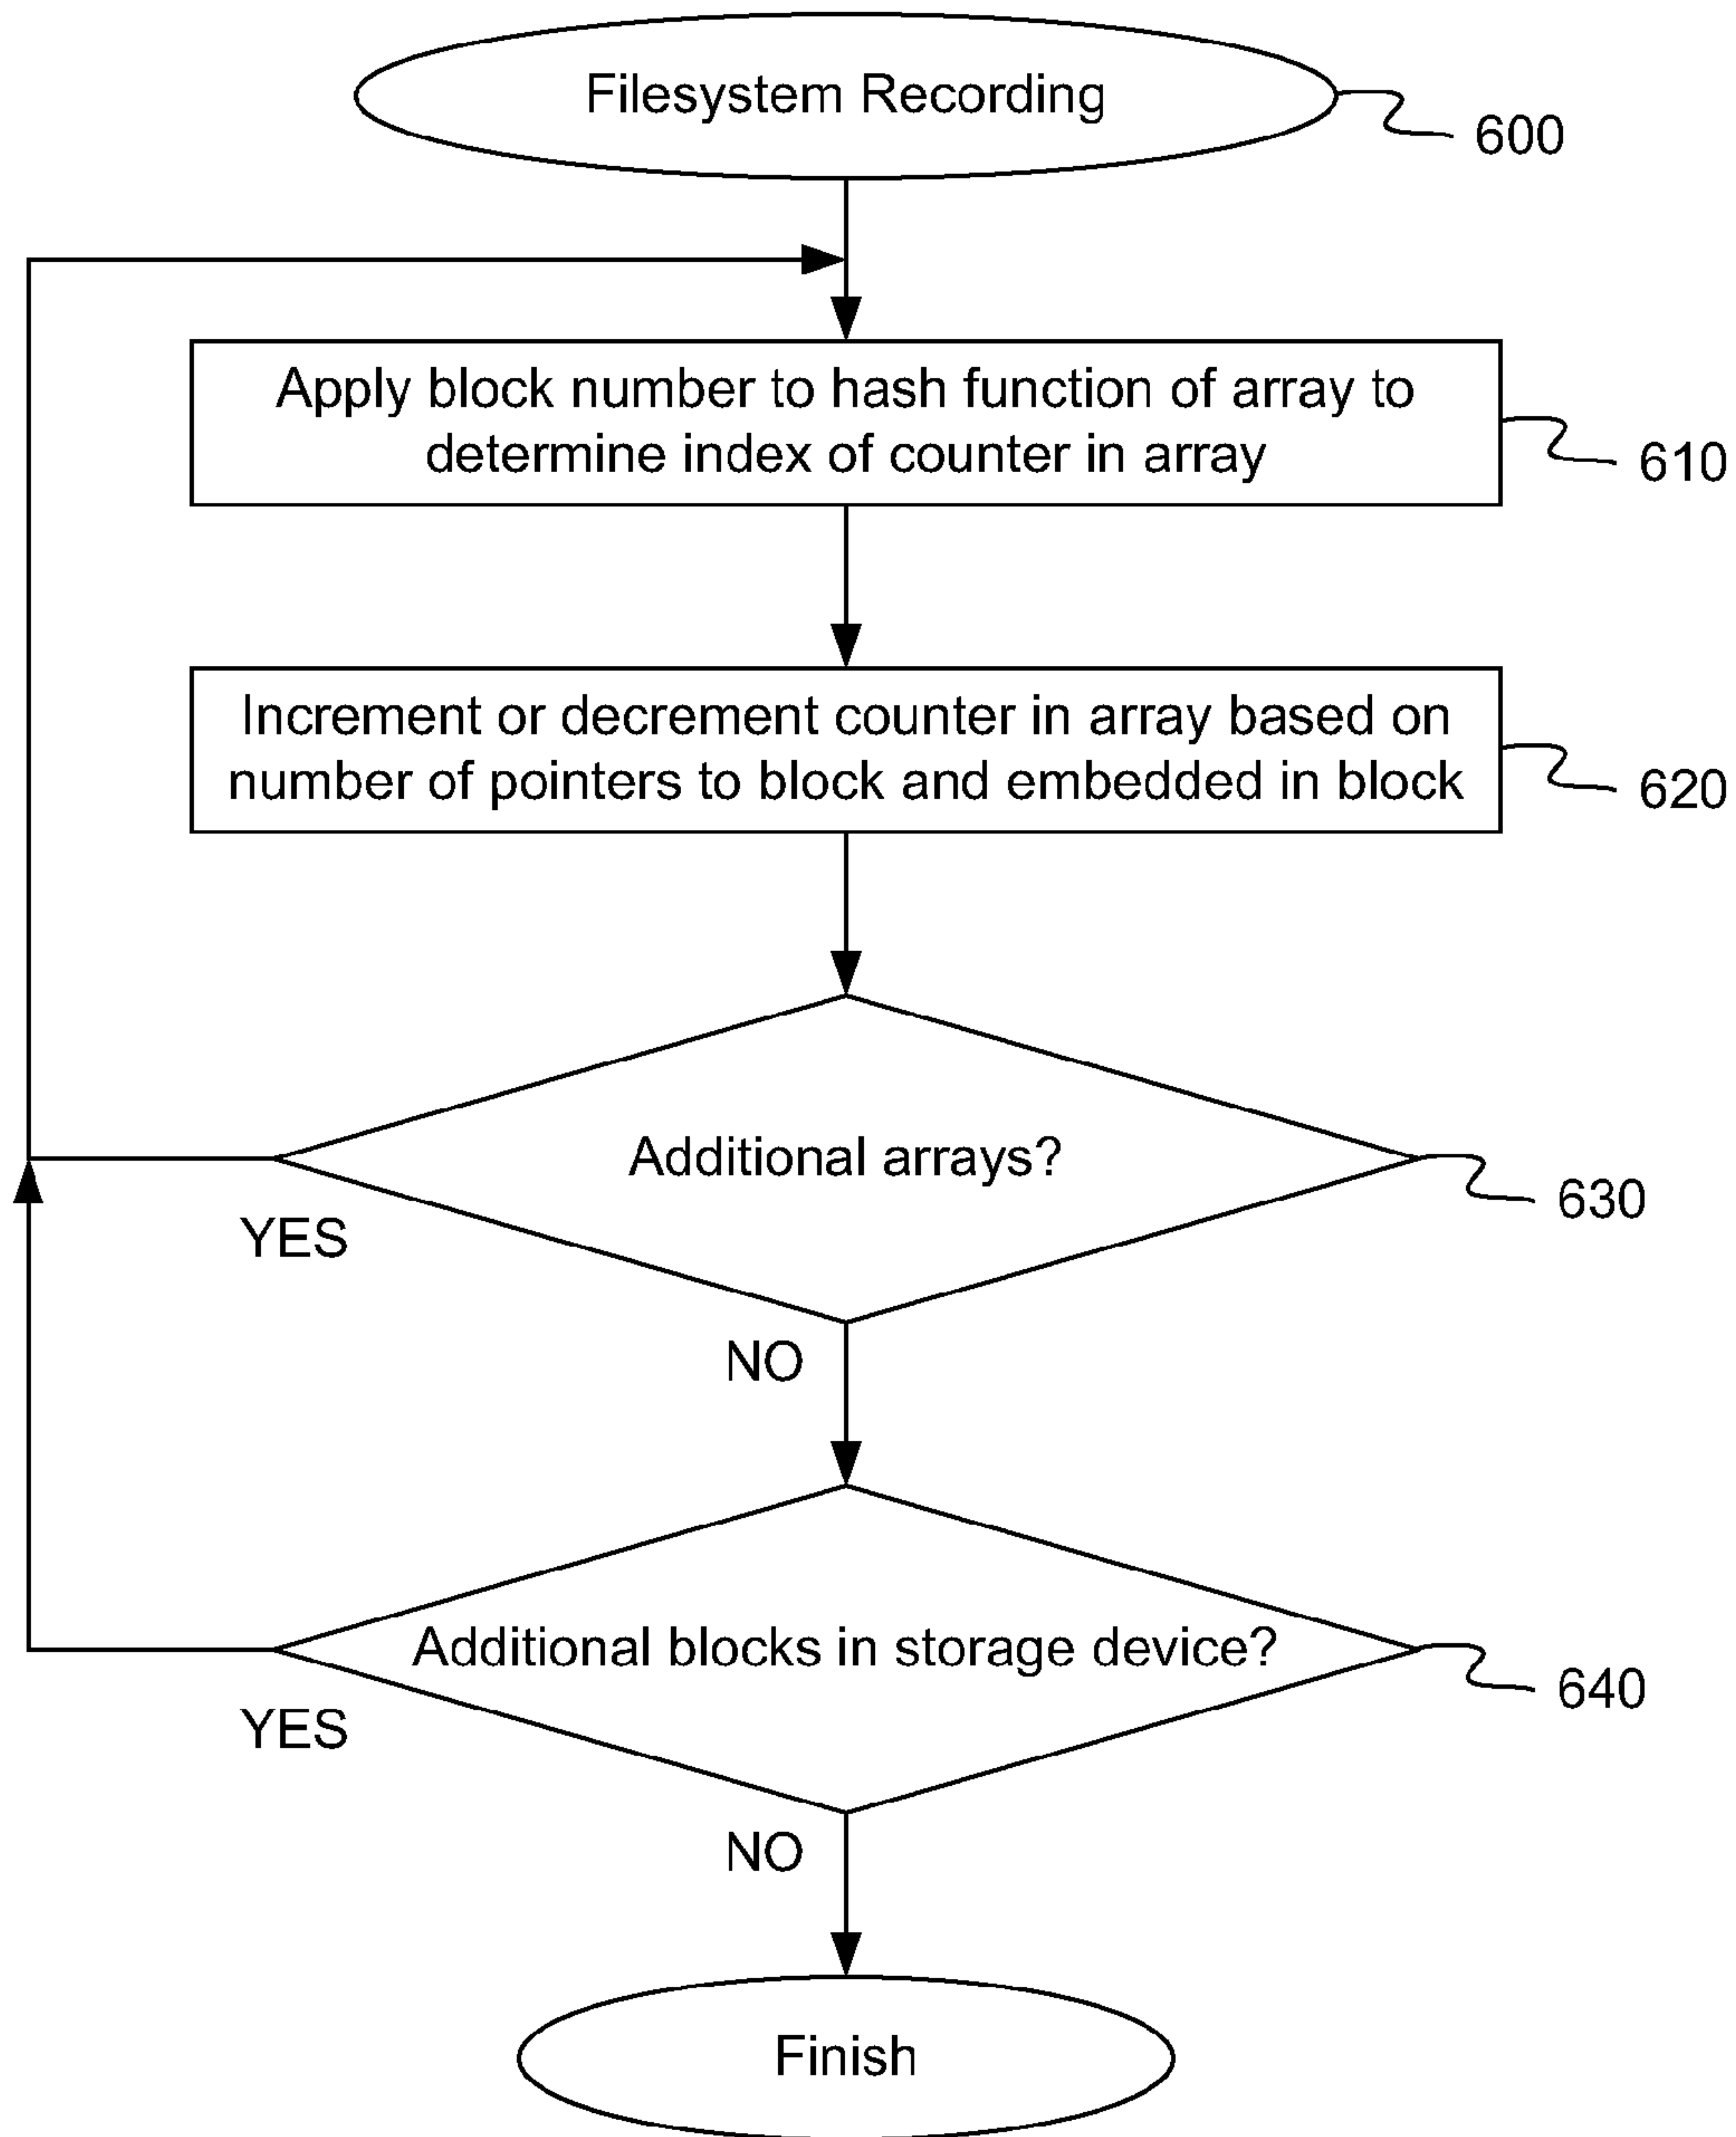 Filesystem Recording
600
Apply block number to hash function of array to
determine index of counter in array
610
Increment or decrement counter in array based on
number of pointers to block and embedded in block
620
Additional arrays?
630
YES
NO
Additional blocks in storage device?
640
YES
NO
Finish